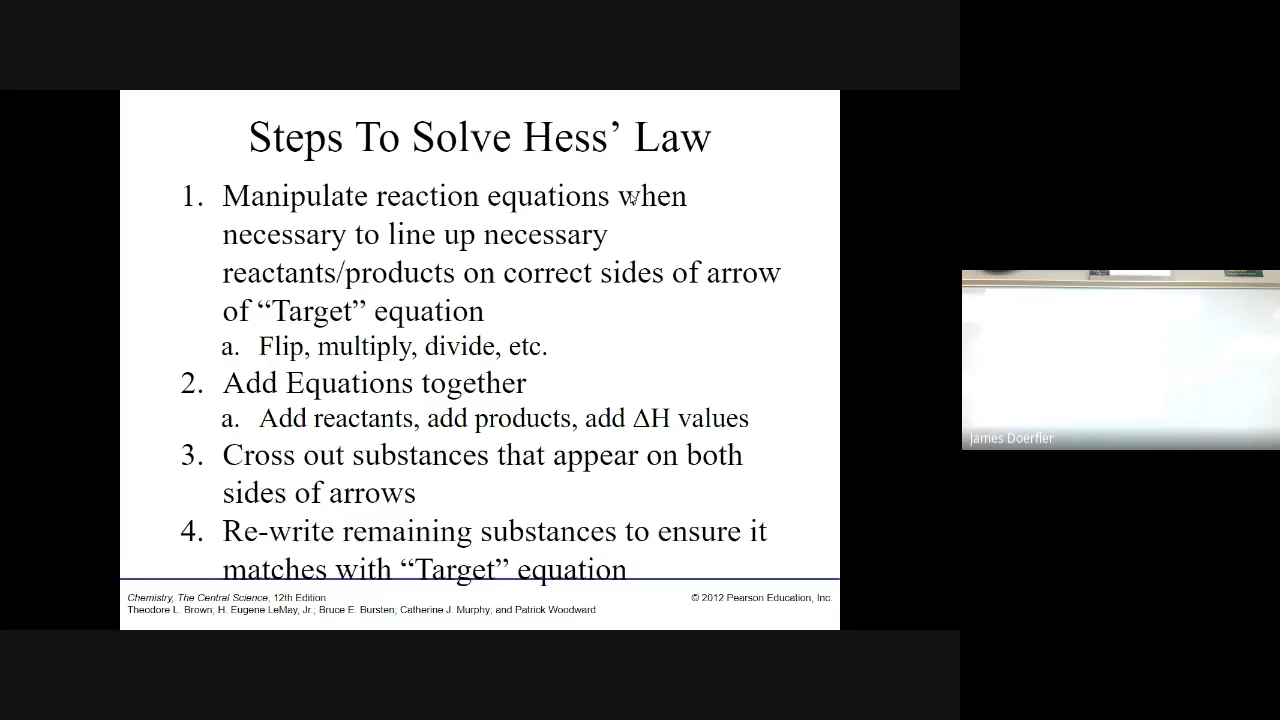 Steps To Solve Hess’ Law
1. Manipulate reaction equations when
necessary to line up necessary
reactants/products on correct sides of arrow
of “Target” equation
a. Flip, multiply, divide, etc.
2. Add Equations together
a. Add reactants, add products, add ΔH values
3. Cross out substances that appear on both
sides of arrows
4. Re-write remaining substances to ensure it
matches with “Target” equation
Chemistry, The Central Science, 12th Edition
Theodore L. Brown; H. Eugene LeMay, Jr.; Bruce E. Bursten; Catherine J. Murphy; and Patrick Woodward
© 2012 Pearson Education, Inc.
James Doerfler